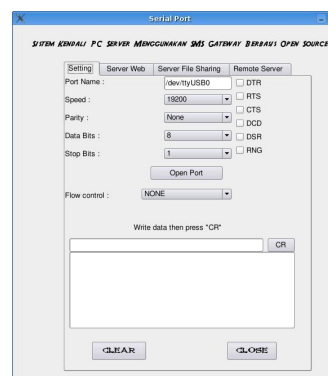 Serial Port
SISTEM KENDALI PC SERVER MENGGUNAKAN SMS GATEWAY BERBASIS OPEN SOURCE
Setting Server Web Server File Sharing Remote Server
Port Name : /dev/ttyUSB0 DTR
Speed : 19200 RTS
CTS
Parity : None DCD
Data Bits : 8 DSR
Stop Bits : 1 RNG
Open Port
Flow control : NONE
Write data then press "CR"
CR
CLEAR CLOSE